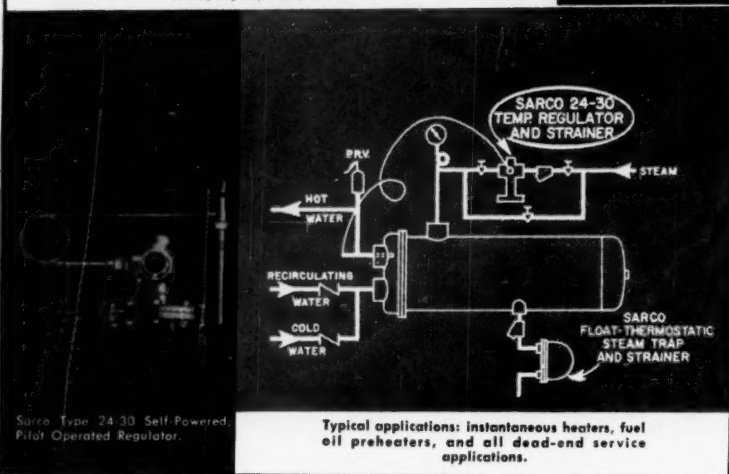 SARCO 24-30
TEMP. REGULATOR
AND STRAINER
P.R.V.
STEAM
HOT
WATER
RECIRCULATING
WATER
COLD
WATER
SARCO
FLOAT-THERMOSTATIC
STEAM TRAP
AND STRAINER
Sarco Type 24-30 Self-Powered,
Pilot Operated Regulator.
Typical applications: instantaneous heaters, fuel
oil preheaters, and all dead-end service
applications.